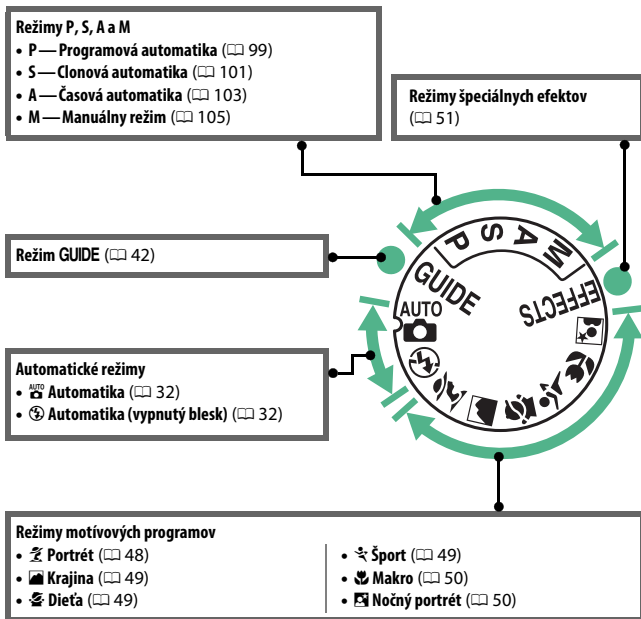 Režimy P, S, A a M
• P — Programová automatika (🕮 99)
• S — Clonová automatika (🕮 101)
• A — Časová automatika (🕮 103)
• M — Manuálny režim (🕮 105)
Režimy špeciálnych efektov
(🕮 51)
Režim GUIDE (🕮 42)
P S A M
GUIDE
EFFECTS
AUTO
Automatické režimy
• AUTO Automatika (🕮 32)
• Automatika (vypnutý blesk) (🕮 32)
Režimy motívových programov
• Portrét (🕮 48)
• Krajina (🕮 49)
• Dieťa (🕮 49)
• Šport (🕮 49)
• Makro (🕮 50)
• Nočný portrét (🕮 50)